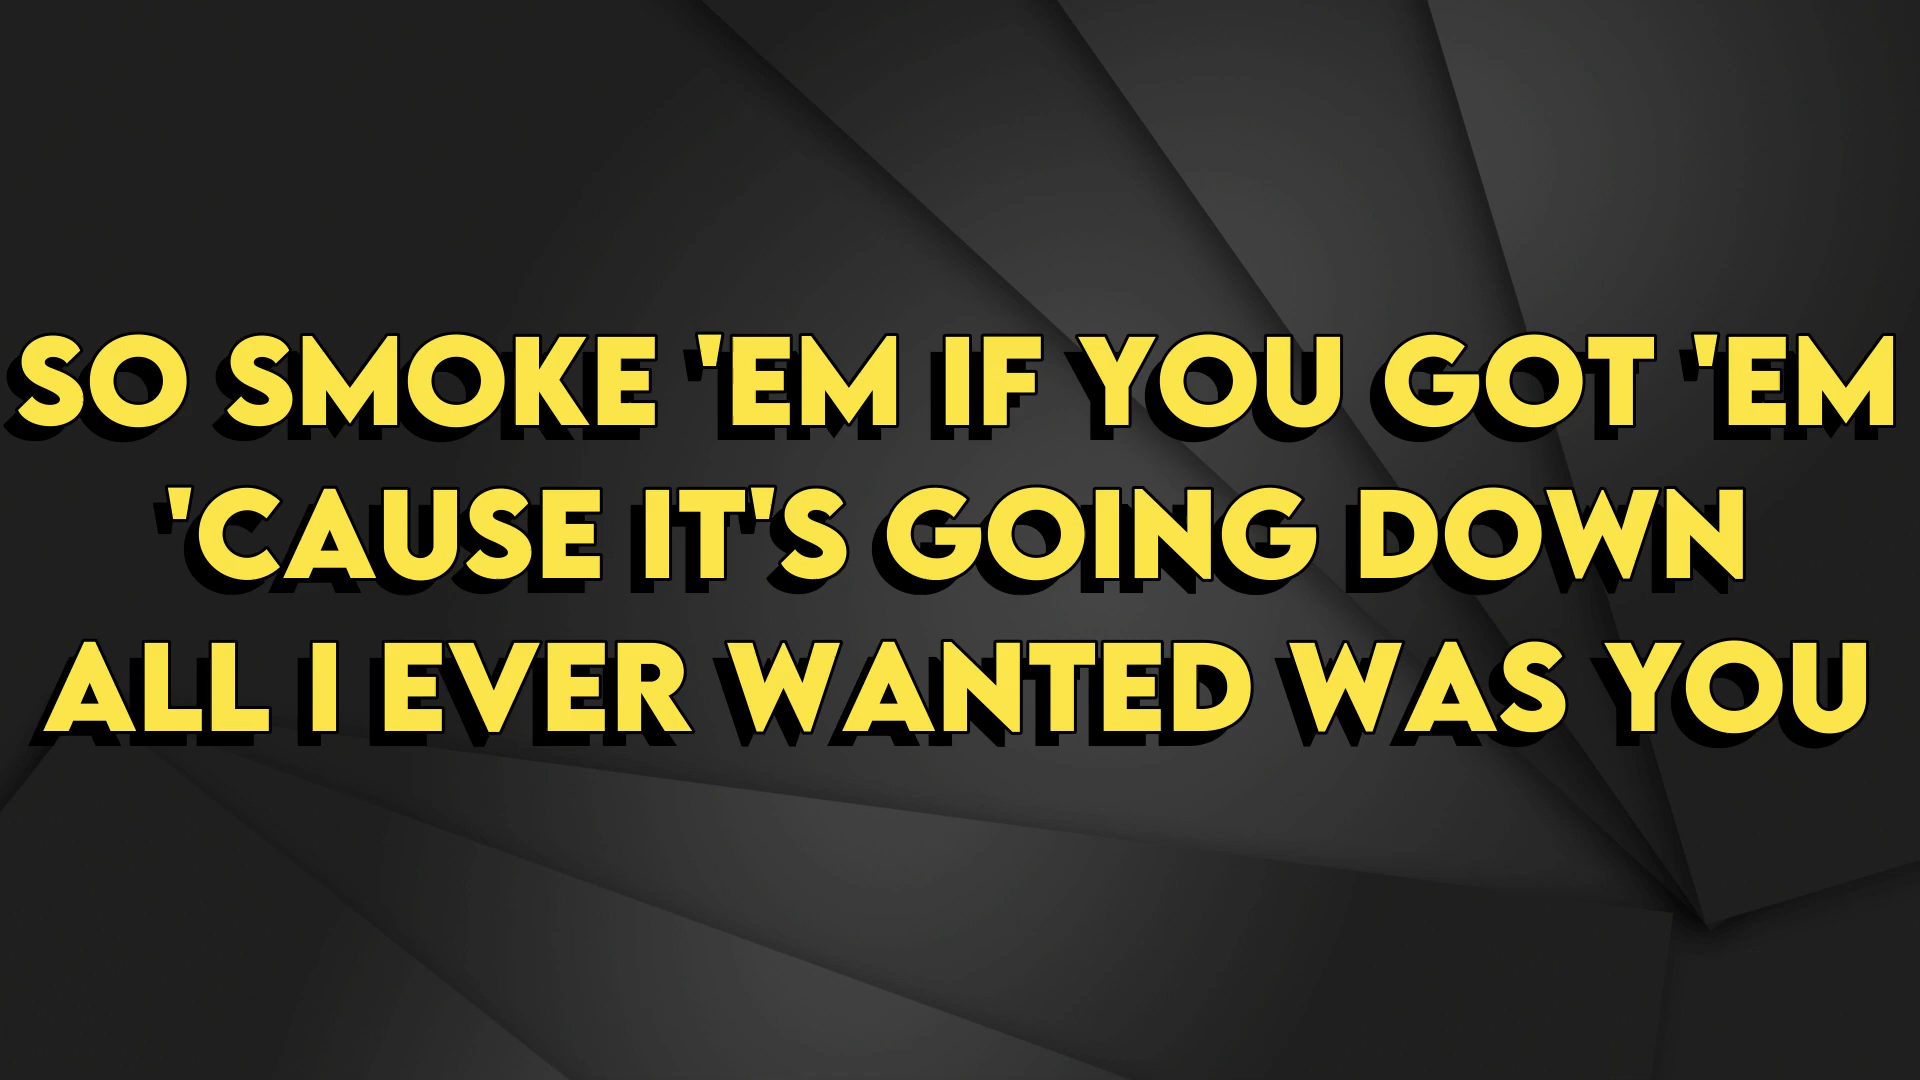 SO SMOKE 'EM IF YOU GOT 'EM
'CAUSE IT'S GOING DOWN
ALL I EVER WANTED WAS YOU